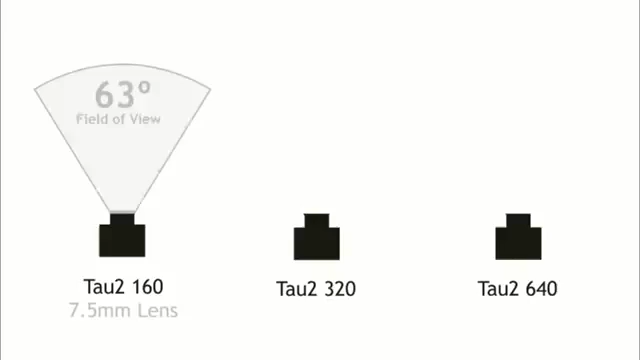 63°
Field of View
Tau2 160
7.5mm Lens
Tau2 320
Tau2 640